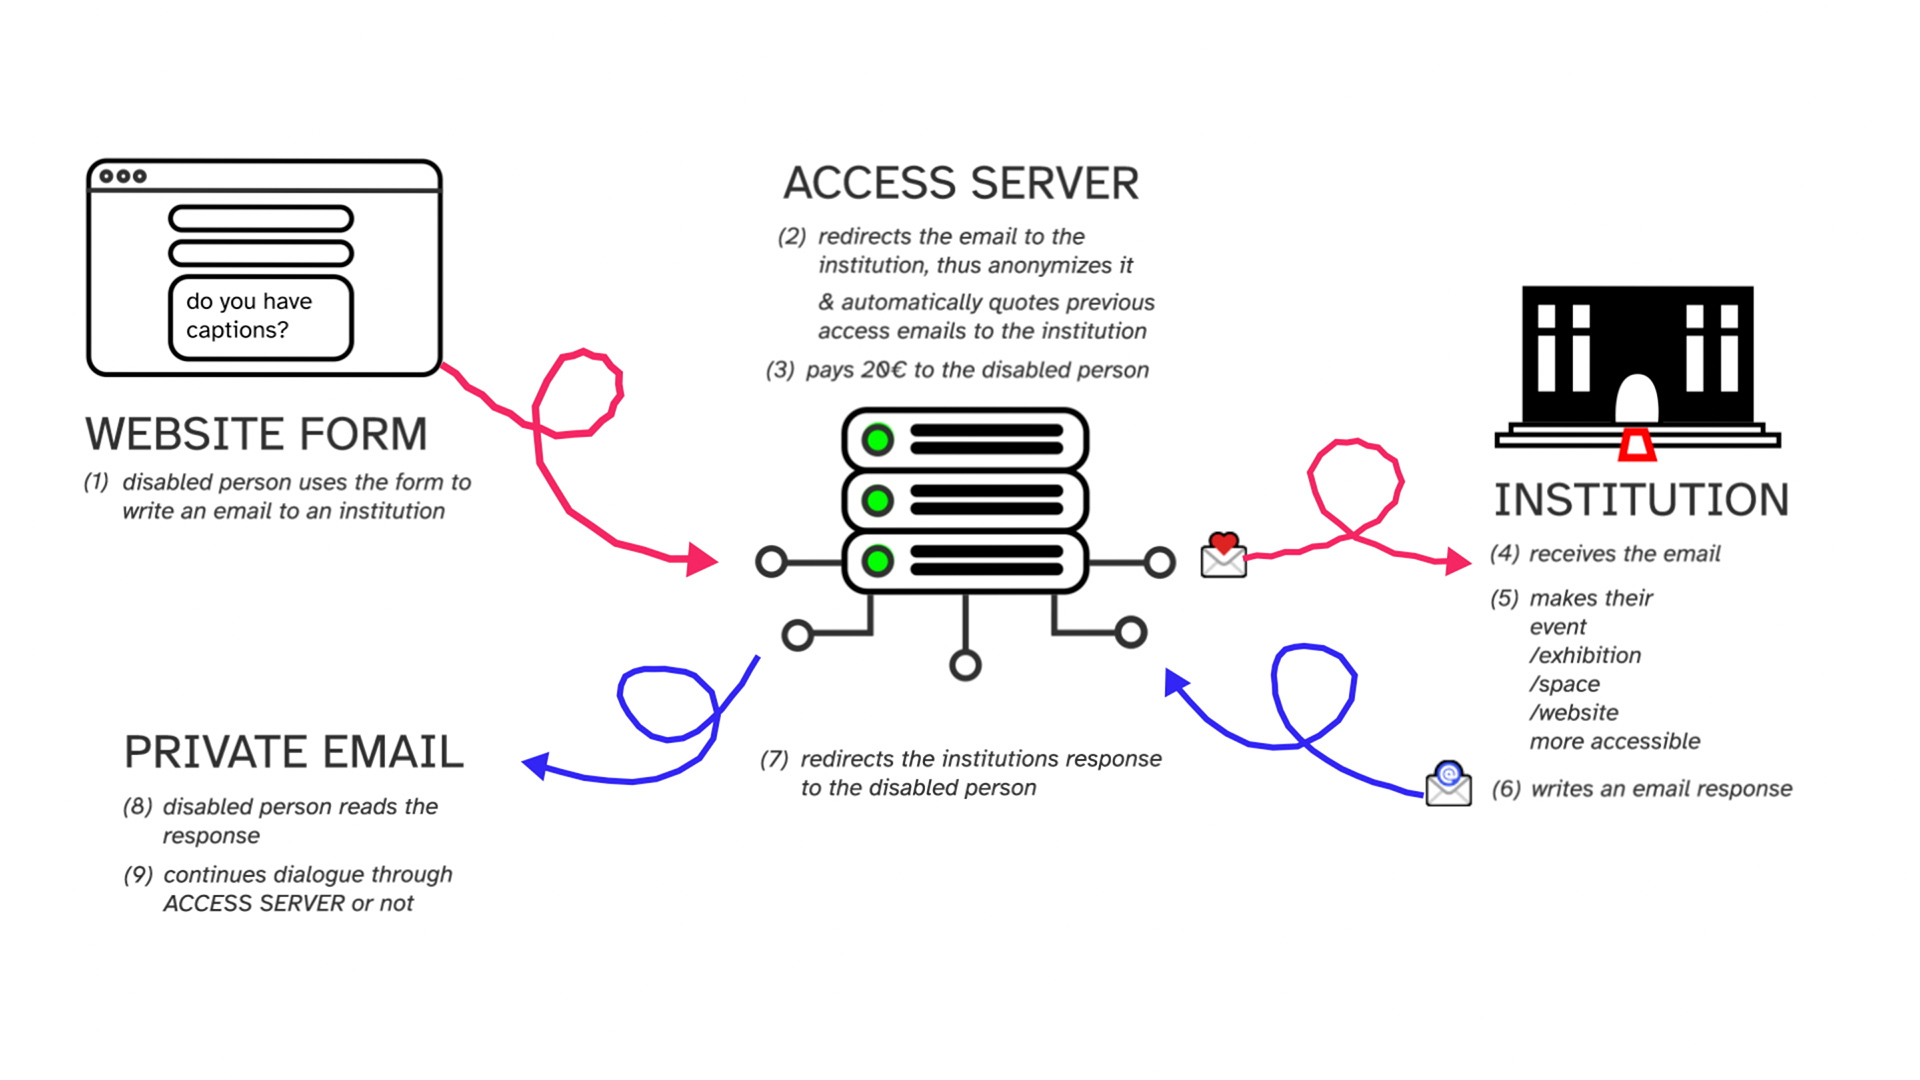 do you have
captions?
WEBSITE FORM
(1) disabled person uses the form to
write an email to an institution
ACCESS SERVER
(2) redirects the email to the
institution, thus anonymizes it
& automatically quotes previous
access emails to the institution
(3) pays 20€ to the disabled person
INSTITUTION
(4) receives the email
(5) makes their
event
/exhibition
/space
/website
more accessible
(6) writes an email response
@
(7) redirects the institutions response
to the disabled person
PRIVATE EMAIL
(8) disabled person reads the
response
(9) continues dialogue through
ACCESS SERVER or not